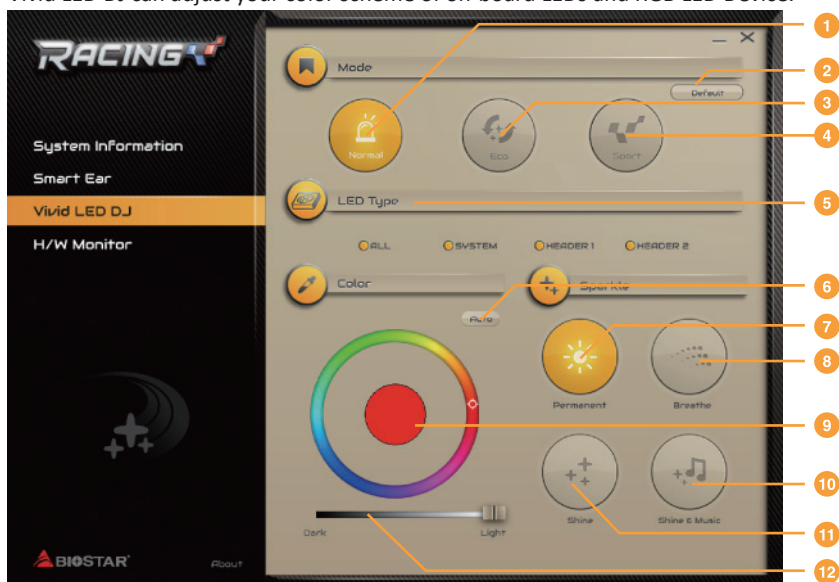 Vivid LED DJ can adjust your color scheme of on-board LEDs and RGB LED Device.
RACING
Mode
Default
Normal
Eco
Sport
System Information
Smart Ear
Vivid LED DJ
H/W Monitor
LED Type
ALL
SYSTEM
HEADER 1
HEADER 2
Color
Sparkle
Auto
Permanent
Breathe
Shine
Shine & Music
Dark
Light
BIOSTAR
About
1
2
3
4
5
6
7
8
9
10
11
12